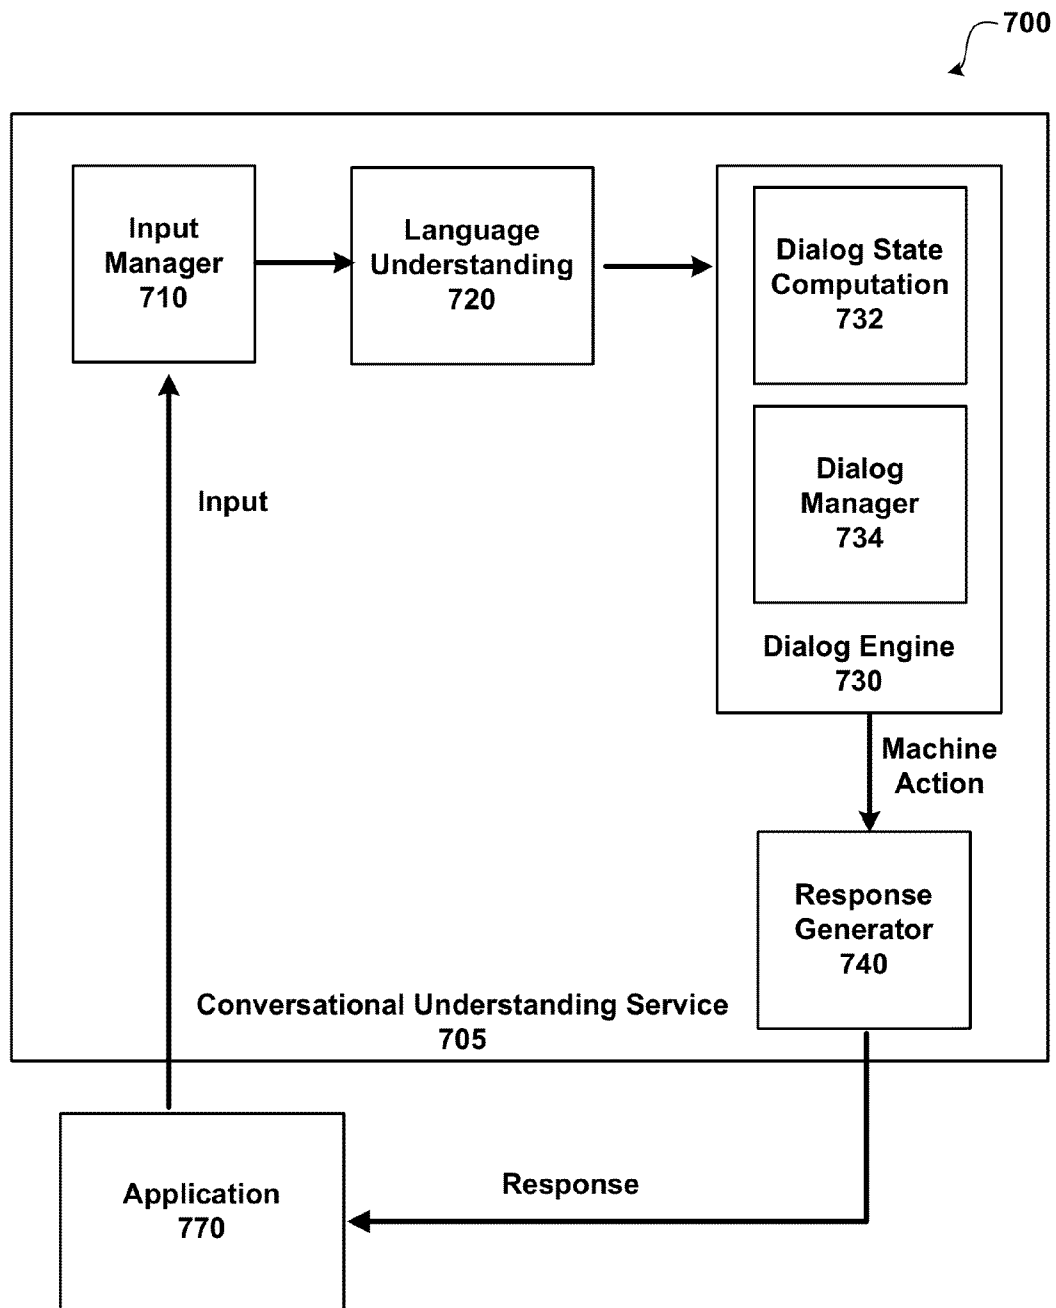 700
Input
Manager
710
Language
Understanding
720
Dialog State
Computation
732
Dialog
Manager
734
Input
Dialog Engine
730
Machine
Action
Response
Generator
740
Conversational Understanding Service
705
Application
770
Response